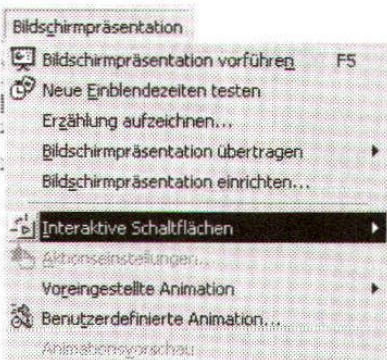 Bildschirmpräsentation
Bildschirmpräsentation vorführen F5
Neue Einblendezeiten testen
Erzählung aufzeichnen...
Bildschirmpräsentation übertragen
Bildschirmpräsentation einrichten...
Interaktive Schaltflächen
Aktionseinstellungen...
Voreingestellte Animation
Benutzerdefinierte Animation...
Animationsvorschau